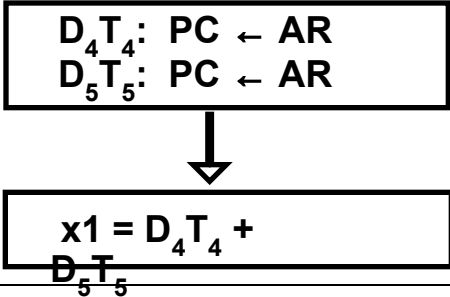 D₄T₄: PC ← AR
D₅T₅: PC ← AR
x1 = D₄T₄ +
D₅T₅